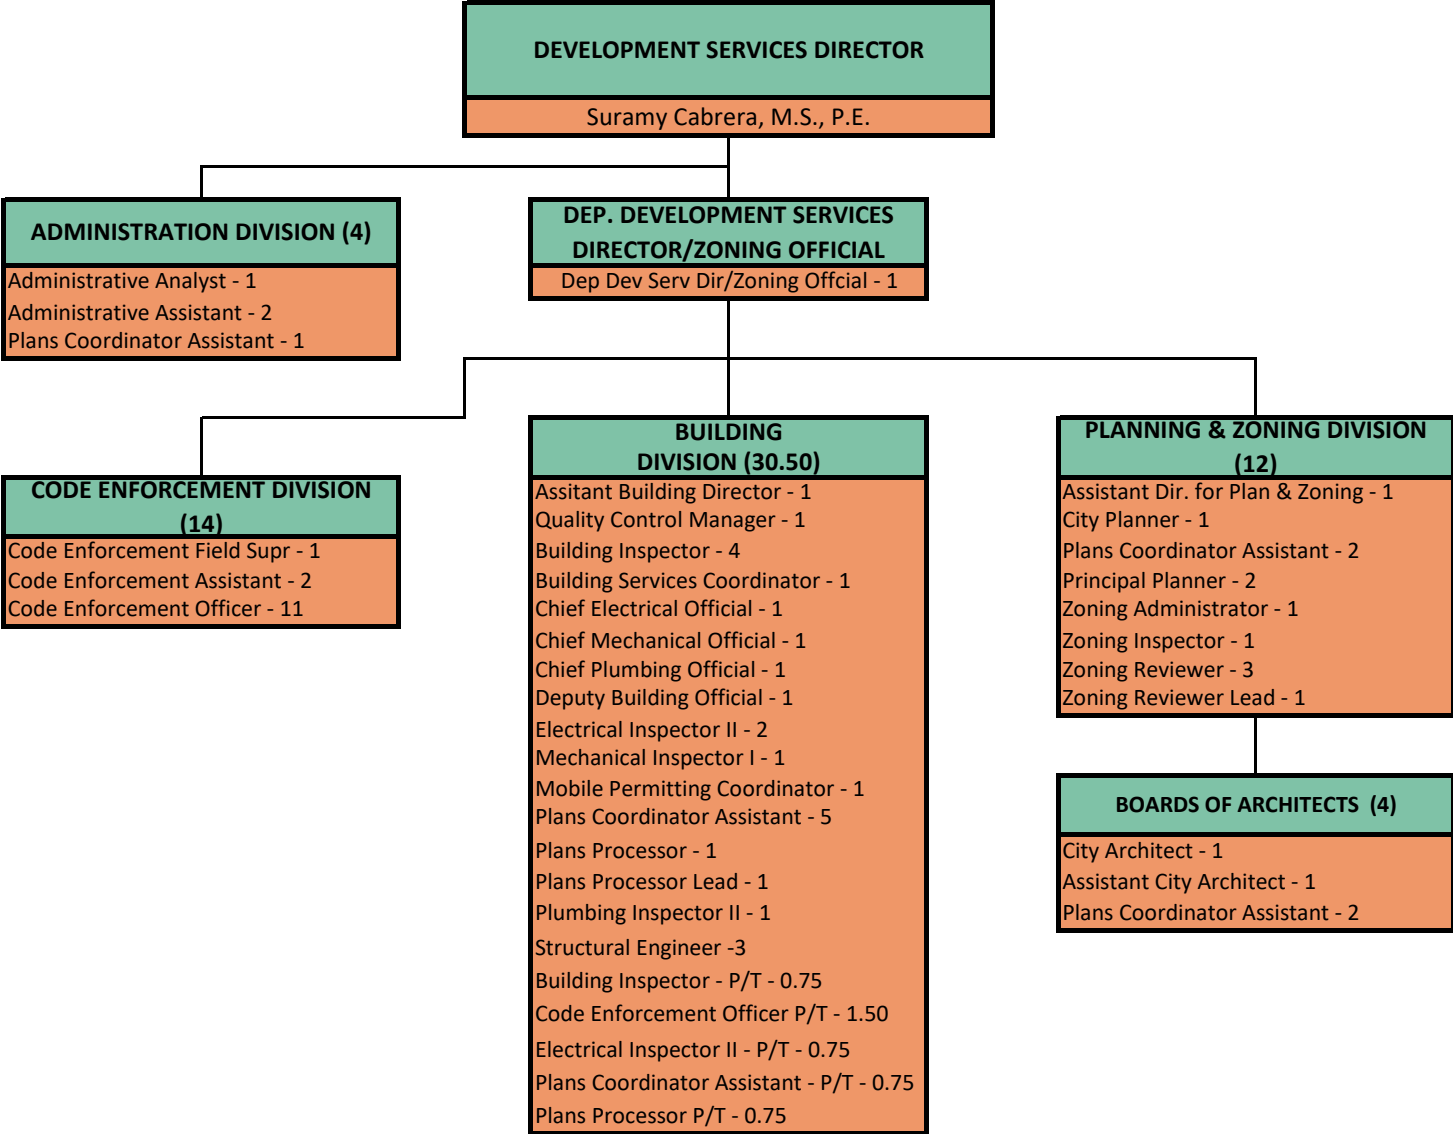 DEVELOPMENT SERVICES DIRECTOR
Suramy Cabrera, M.S., P.E.
ADMINISTRATION DIVISION (4)
Administrative Analyst - 1
Administrative Assistant - 2
Plans Coordinator Assistant - 1
DEP. DEVELOPMENT SERVICES
DIRECTOR/ZONING OFFICIAL
Dep Dev Serv Dir/Zoning Offcial - 1
CODE ENFORCEMENT DIVISION
(14)
Code Enforcement Field Supr - 1
Code Enforcement Assistant - 2
Code Enforcement Officer - 11
BUILDING
DIVISION (30.50)
Assitant Building Director - 1
Quality Control Manager - 1
Building Inspector - 4
Building Services Coordinator - 1
Chief Electrical Official - 1
Chief Mechanical Official - 1
Chief Plumbing Official - 1
Deputy Building Official - 1
Electrical Inspector II - 2
Mechanical Inspector I - 1
Mobile Permitting Coordinator - 1
Plans Coordinator Assistant - 5
Plans Processor - 1
Plans Processor Lead - 1
Plumbing Inspector II - 1
Structural Engineer -3
Building Inspector - P/T - 0.75
Code Enforcement Officer P/T - 1.50
Electrical Inspector II - P/T - 0.75
Plans Coordinator Assistant - P/T - 0.75
Plans Processor P/T - 0.75
PLANNING & ZONING DIVISION
(12)
Assistant Dir. for Plan & Zoning - 1
City Planner - 1
Plans Coordinator Assistant - 2
Principal Planner - 2
Zoning Administrator - 1
Zoning Inspector - 1
Zoning Reviewer - 3
Zoning Reviewer Lead - 1
BOARDS OF ARCHITECTS (4)
City Architect - 1
Assistant City Architect - 1
Plans Coordinator Assistant - 2